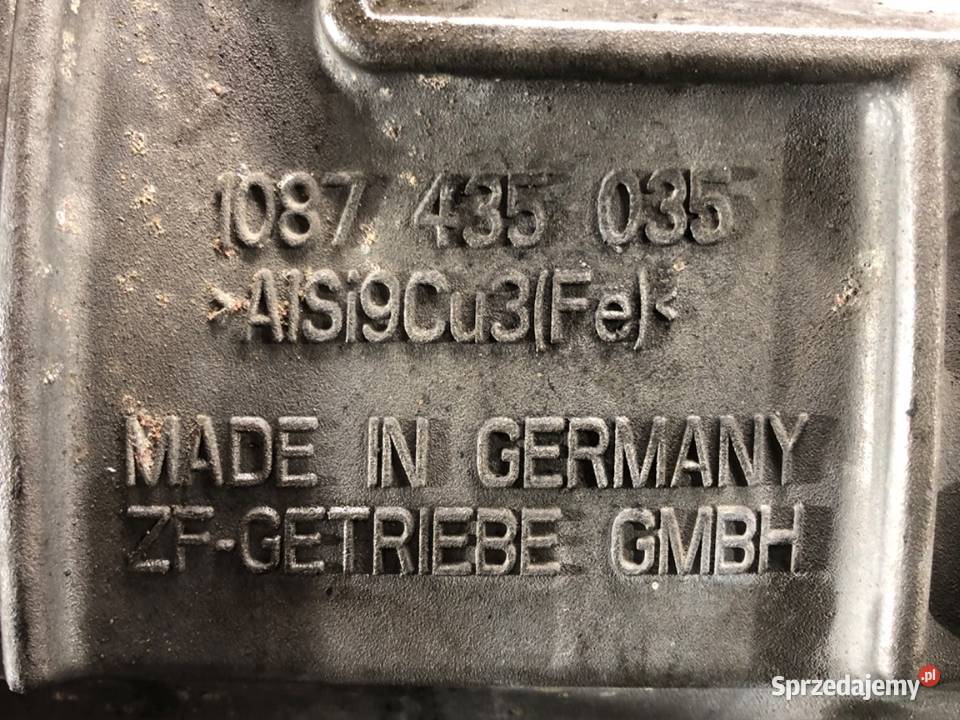 1087 435 035
>AlSi9Cu3(Fe)<
MADE IN GERMANY
ZF-GETRIEBE GMBH
Sprzedajemy.pl